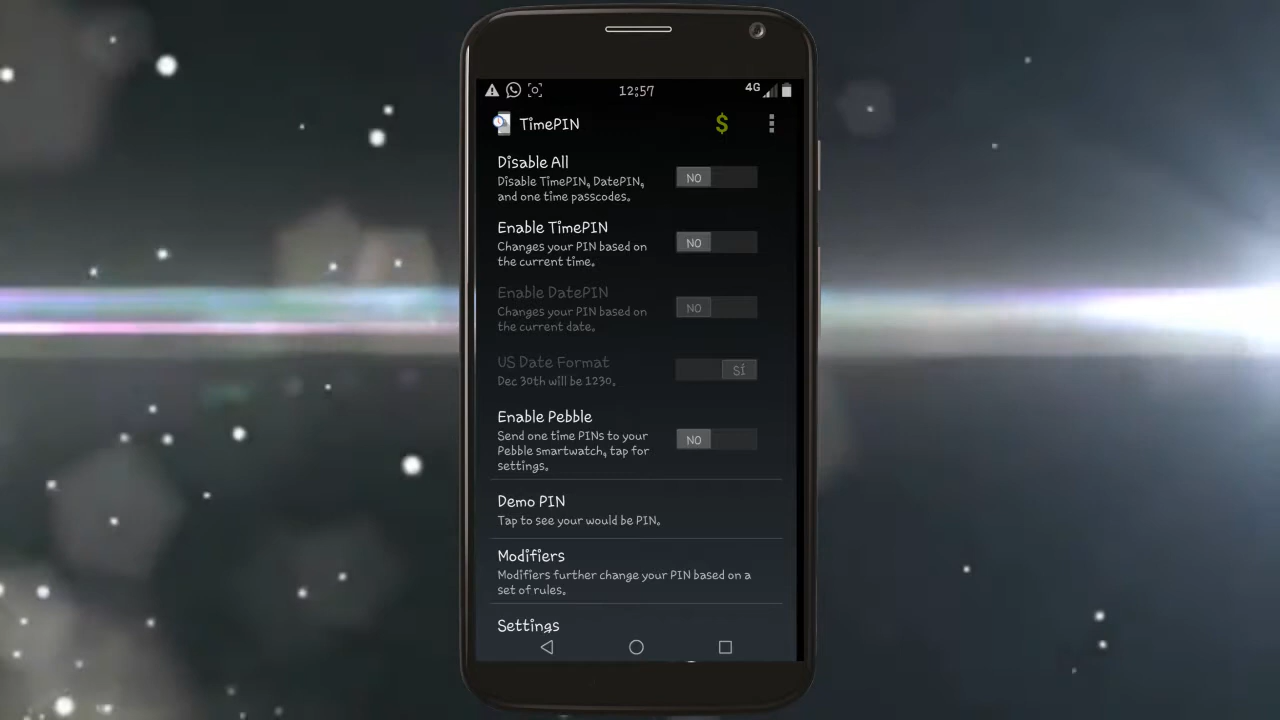 12:57
4G
TimePIN
$
Disable All
Disable TimePIN, DatePIN,
and one time passcodes.
NO
Enable TimePIN
Changes your PIN based on
the current time.
NO
Enable DatePIN
Changes your PIN based on
the current date.
NO
US Date Format
Dec 30th will be 1230.
SÍ
Enable Pebble
Send one time PINs to your
Pebble smartwatch, tap for
settings.
NO
Demo PIN
Tap to see your would be PIN.
Modifiers
Modifiers further change your PIN based on a
set of rules.
Settings